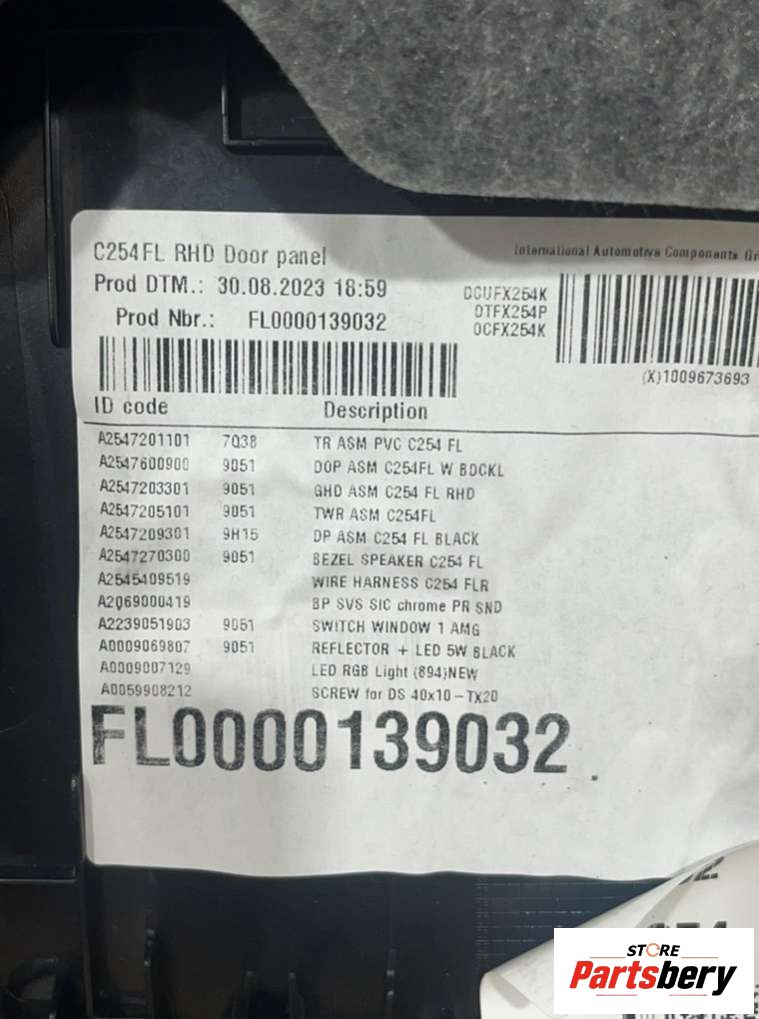 C254FL RHD Door panel
International Automotive Components Gr
Prod DTM.: 30.08.2023 18:59
Prod Nbr.: FL0000139032
DCUFX254K
DTFX254P
OCFX254K
(X)1009673693
ID code Description
A2547201101 7Q38 TR ASM PVC C254 FL
A2547600900 9051 DOP ASM C254FL W BDCKL
A2547203301 9051 GHD ASM C254 FL RHD
A2547205101 9051 TWR ASM C254FL
A2547209301 9H15 DP ASM C254 FL BLACK
A2547270300 9051 BEZEL SPEAKER C254 FL
A2545409519 WIRE HARNESS C254 FLR
A2069000419 BP SVS SIC chrome PR SND
A2239051903 9051 SWITCH WINDOW 1 AMG
A0009069807 9051 REFLECTOR + LED 5W BLACK
A0009007129 LED RGB Light (894)NEW
A0059908212 SCREW for DS 40x10-TX20
FL0000139032
STORE
Partsbery